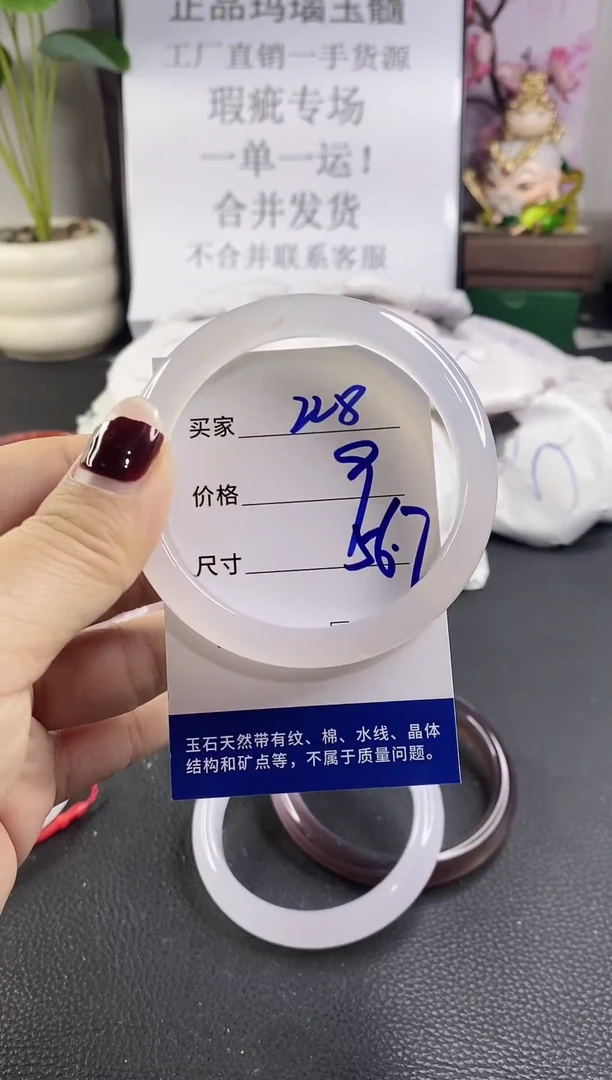 正品玛瑙玉髓
工厂直销一手货源
瑕疵专场
一单一运！
合并发货
不合并联系客服
买家 228
价格 9
尺寸 56.7
玉石天然带有纹、棉、水线、晶体
结构和矿点等，不属于质量问题。